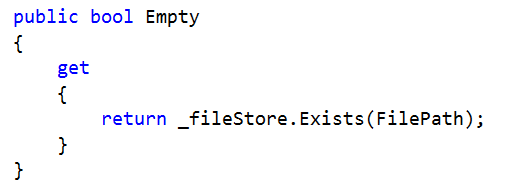 public bool Empty
{
    get
    {
        return _fileStore.Exists(FilePath);
    }
}